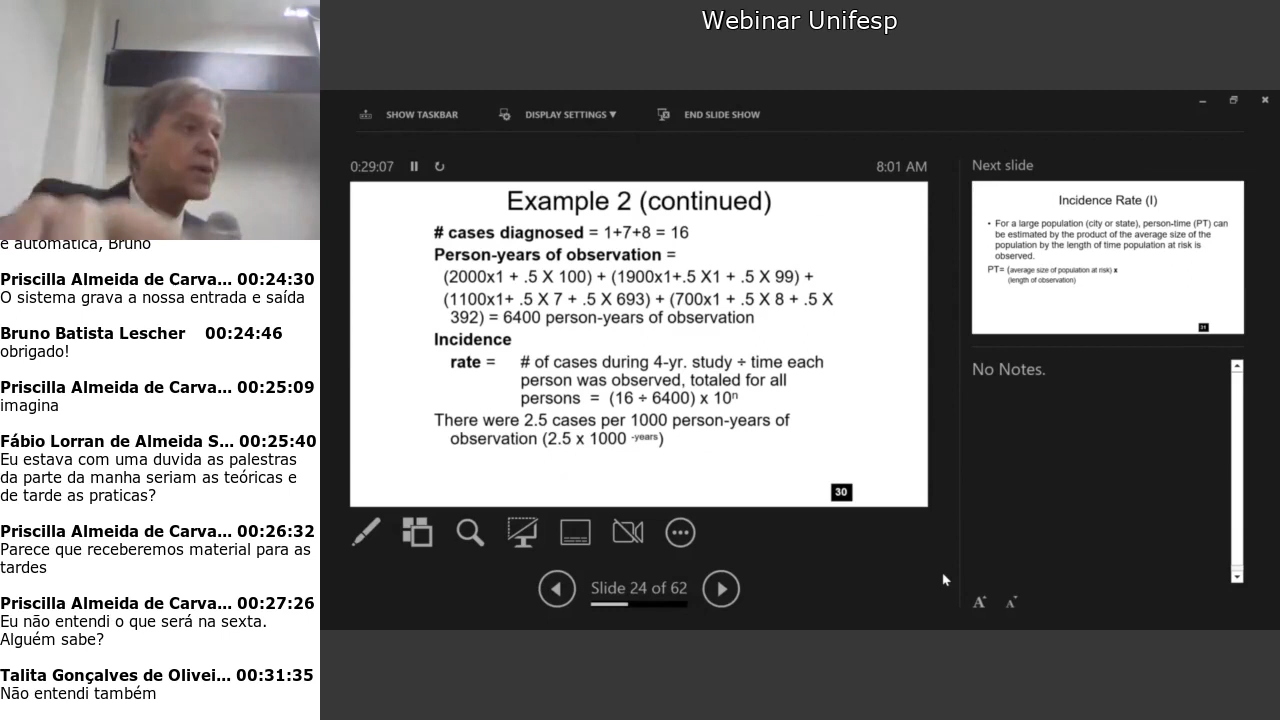 Webinar Unifesp
e automática, Bruno
Priscilla Almeida de Carva... 00:24:30
O sistema grava a nossa entrada e saída
Bruno Batista Lescher 00:24:46
obrigado!
Priscilla Almeida de Carva... 00:25:09
imagina
Fábio Lorran de Almeida S... 00:25:40
Eu estava com uma duvida as palestras
da parte da manha seriam as teóricas e
de tarde as praticas?
Priscilla Almeida de Carva... 00:26:32
Parece que receberemos material para as
tardes
Priscilla Almeida de Carva... 00:27:26
Eu não entendi o que será na sexta.
Alguém sabe?
Talita Gonçalves de Olivei... 00:31:35
Não entendi também
SHOW TASKBAR
DISPLAY SETTINGS ▼
END SLIDE SHOW
0:29:07
8:01 AM
Example 2 (continued)
# cases diagnosed = 1+7+8 = 16
Person-years of observation =
(2000x1 + .5 X 100) + (1900x1+.5 X1 + .5 X 99) +
(1100x1+ .5 X 7 + .5 X 693) + (700x1 + .5 X 8 + .5 X
392) = 6400 person-years of observation
Incidence
rate = # of cases during 4-yr. study ÷ time each
person was observed, totaled for all
persons = (16 ÷ 6400) x 10ⁿ
There were 2.5 cases per 1000 person-years of
observation (2.5 x 1000 -years)
30
Slide 24 of 62
Next slide
Incidence Rate (I)
• For a large population (city or state), person-time (PT) can
be estimated by the product of the average size of the
population by the length of time population at risk is
observed.
PT= (average size of population at risk) x
(length of observation)
31
No Notes.
A A